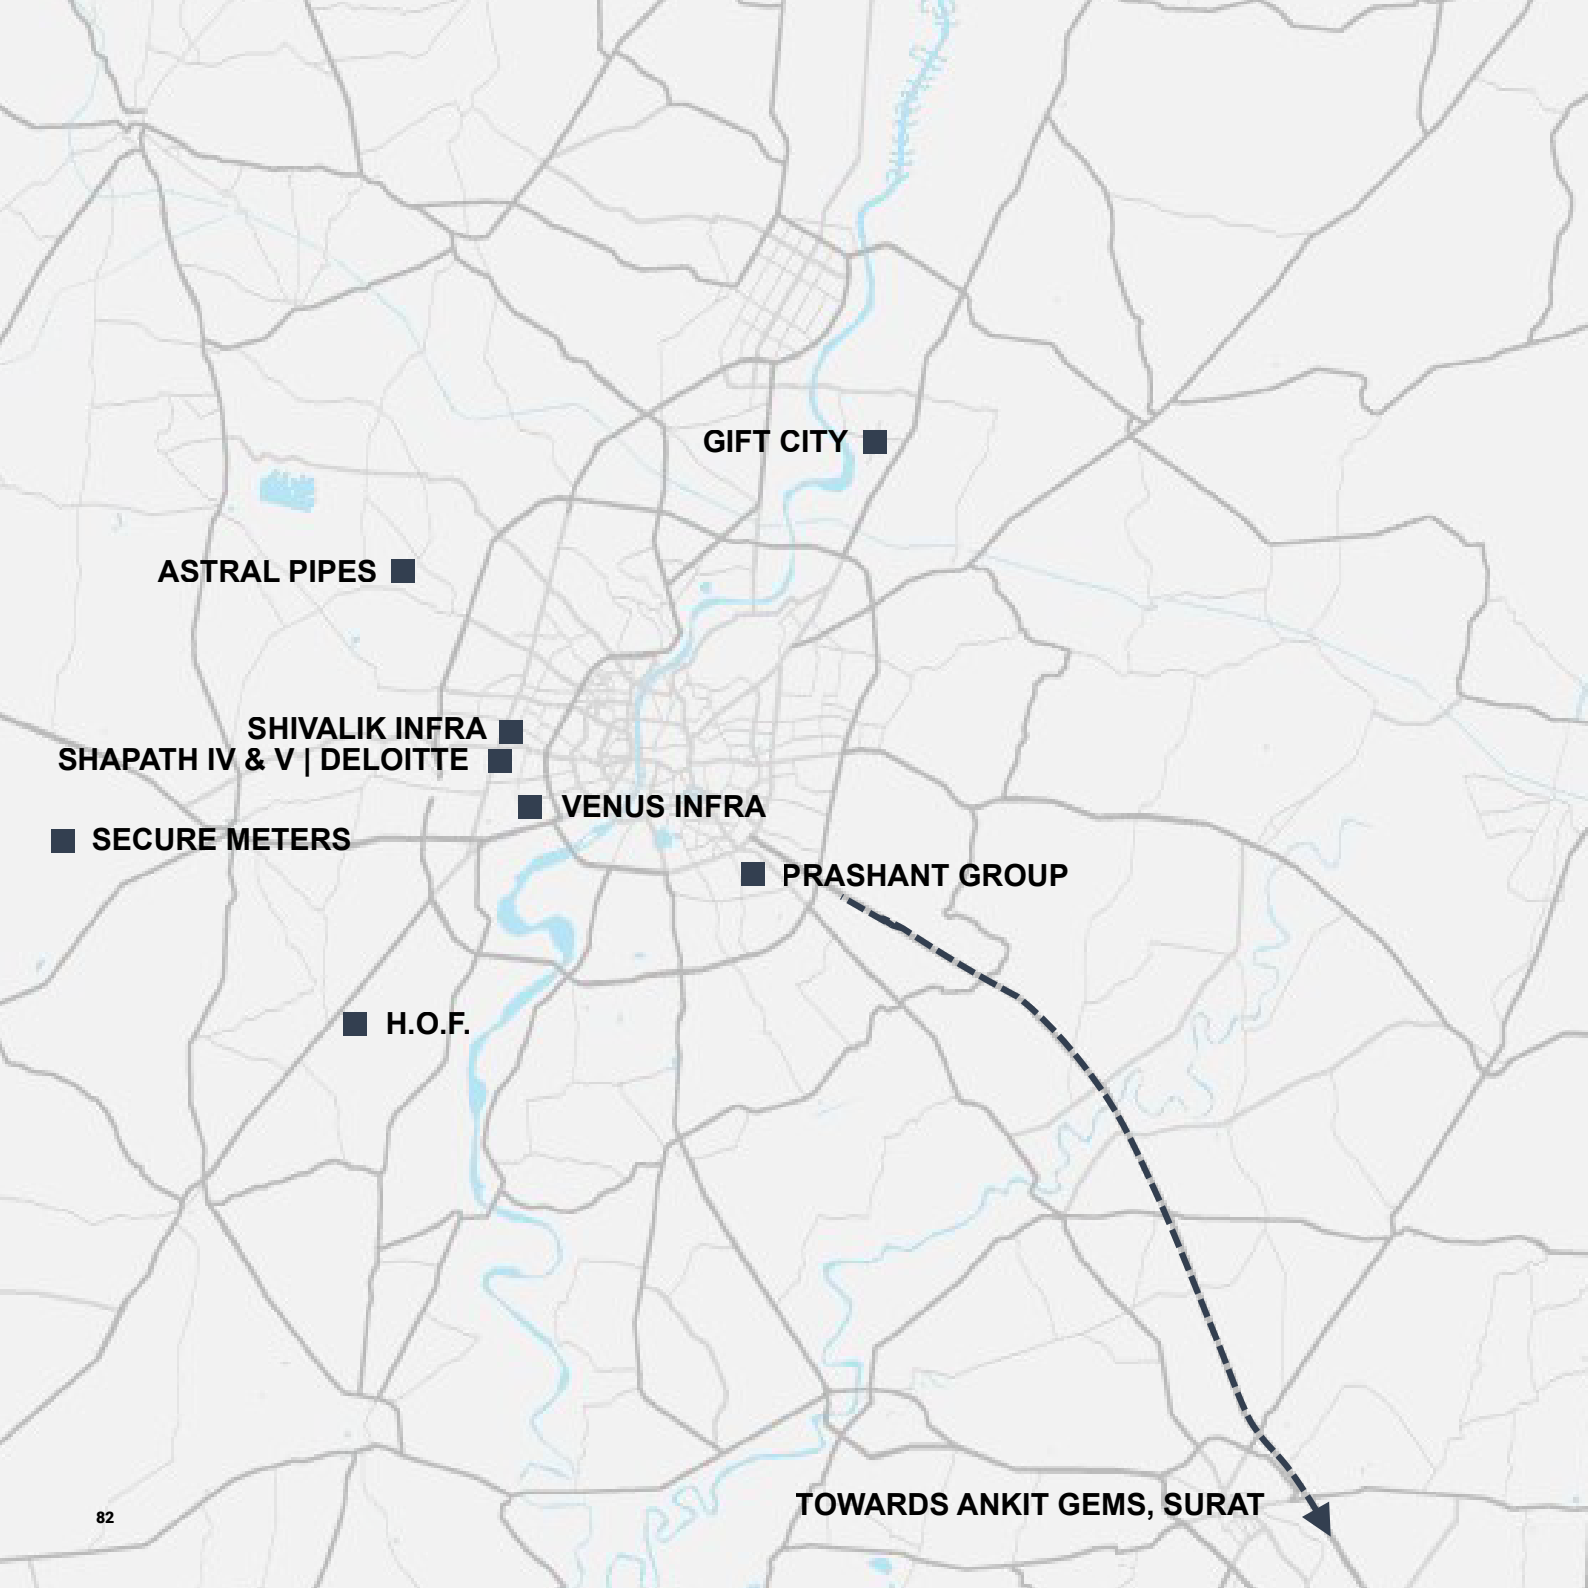 GIFT CITY
ASTRAL PIPES
SHIVALIK INFRA
SHAPATH IV & V | DELOITTE
VENUS INFRA
SECURE METERS
PRASHANT GROUP
H.O.F.
TOWARDS ANKIT GEMS, SURAT
82